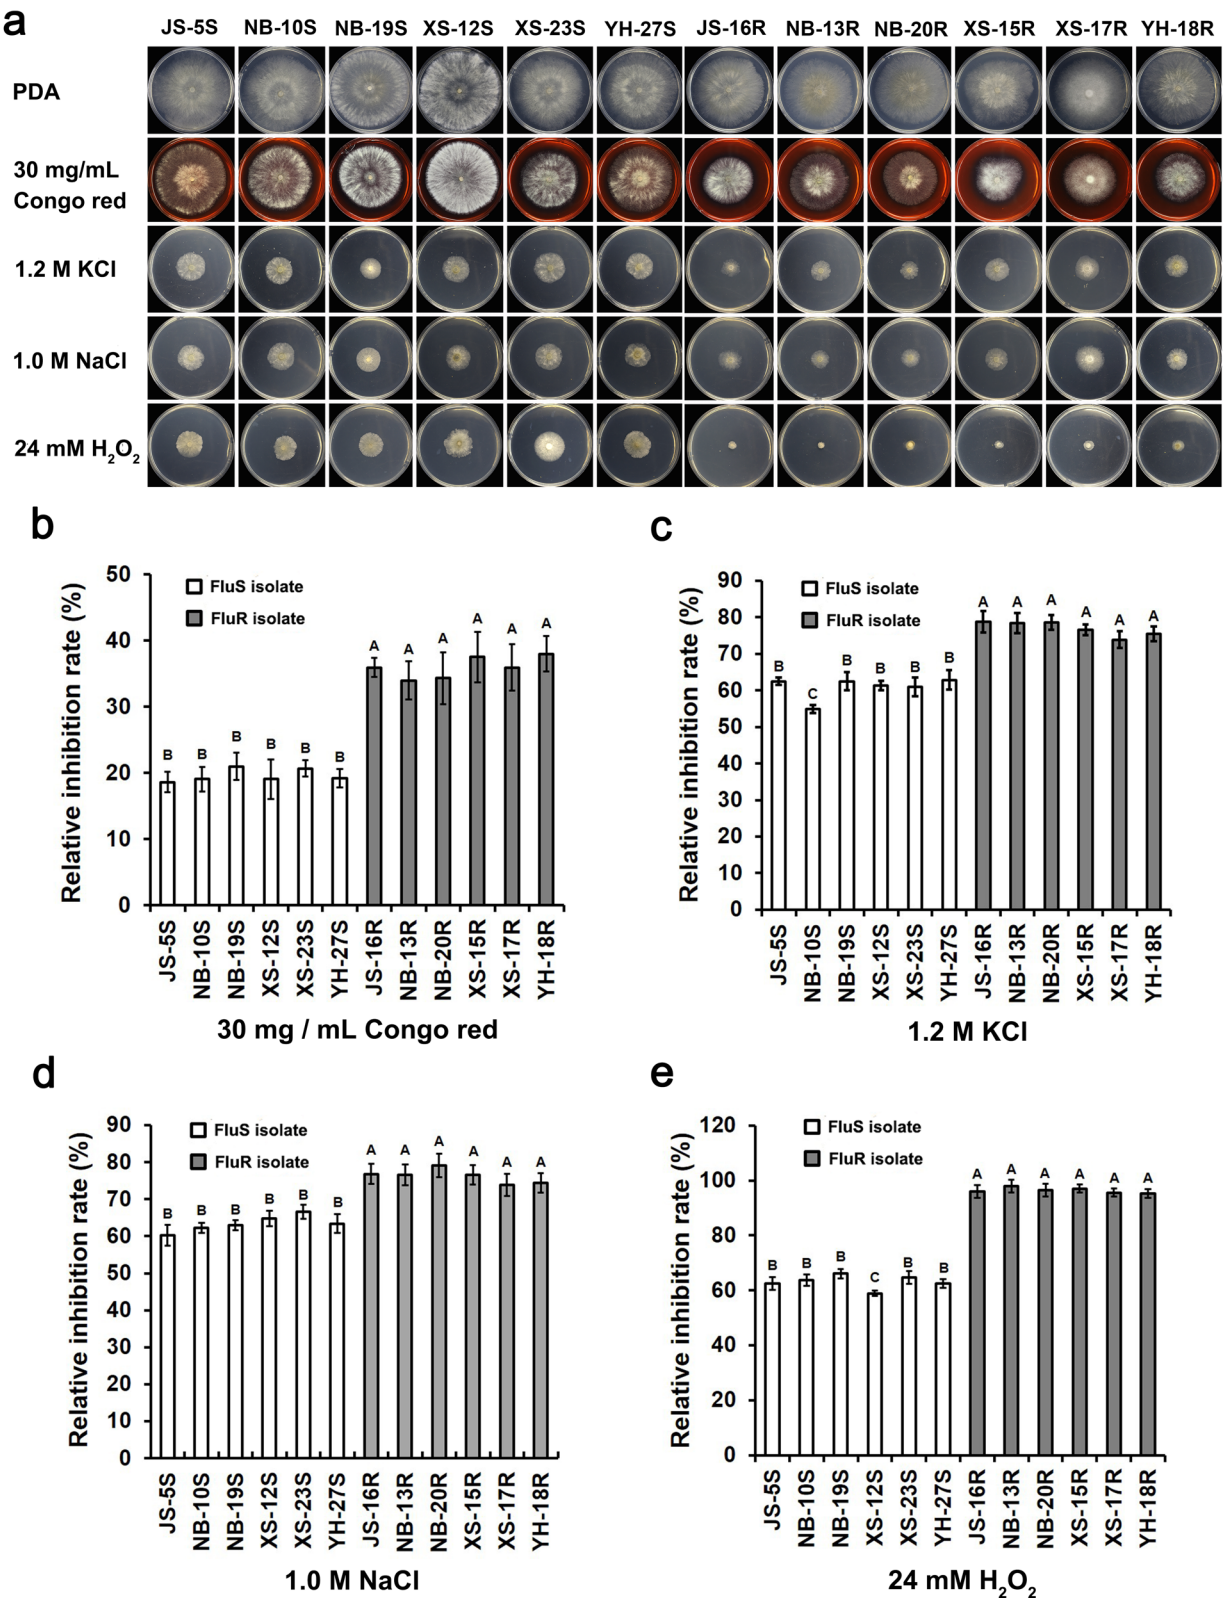 a
JS-5S NB-10S NB-19S XS-12S XS-23S YH-27S JS-16R NB-13R NB-20R XS-15R XS-17R YH-18R
PDA
30 mg/mL
Congo red
1.2 M KCl
1.0 M NaCl
24 mM H₂O₂
b
Relative inhibition rate (%)
50
40
30
20
10
0
FluS isolate
FluR isolate
B B B B B B A A A A A A
JS-5S NB-10S NB-19S XS-12S XS-23S YH-27S JS-16R NB-13R NB-20R XS-15R XS-17R YH-18R
30 mg / mL Congo red
c
Relative inhibition rate (%)
90
80
70
60
50
40
30
20
10
0
FluS isolate
FluR isolate
B C B B B B A A A A A A
JS-5S NB-10S NB-19S XS-12S XS-23S YH-27S JS-16R NB-13R NB-20R XS-15R XS-17R YH-18R
1.2 M KCl
d
Relative inhibition rate (%)
90
80
70
60
50
40
30
20
10
0
FluS isolate
FluR isolate
B B B B B B A A A A A A
JS-5S NB-10S NB-19S XS-12S XS-23S YH-27S JS-16R NB-13R NB-20R XS-15R XS-17R YH-18R
1.0 M NaCl
e
Relative inhibition rate (%)
120
100
80
60
40
20
0
FluS isolate
FluR isolate
B B B C B B A A A A A A
JS-5S NB-10S NB-19S XS-12S XS-23S YH-27S JS-16R NB-13R NB-20R XS-15R XS-17R YH-18R
24 mM H₂O₂